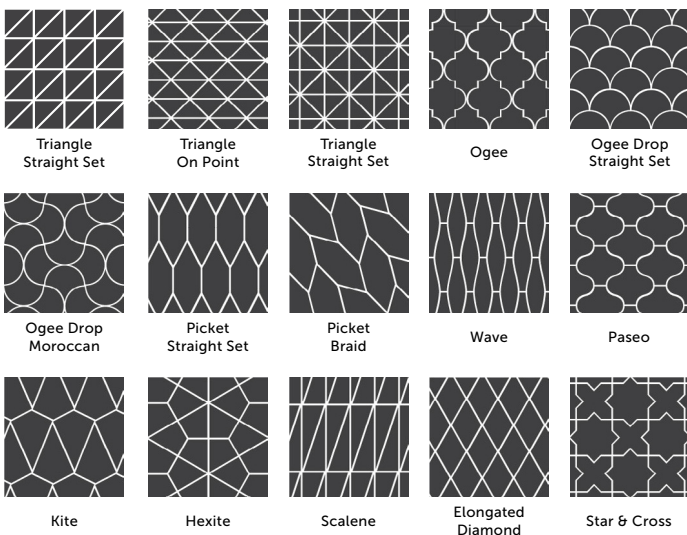 Triangle
Straight Set
Triangle
On Point
Triangle
Straight Set
Ogee
Ogee Drop
Straight Set
Ogee Drop
Moroccan
Picket
Straight Set
Picket
Braid
Wave
Paseo
Kite
Hexite
Scalene
Elongated
Diamond
Star & Cross